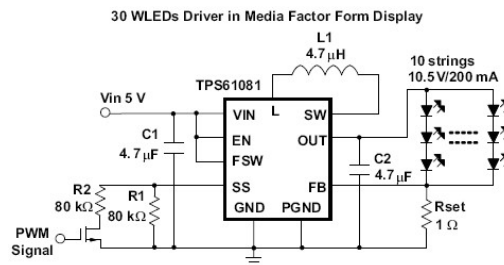 30 WLEDs Driver in Media Factor Form Display
L1
4.7 μH
10 strings
10.5 V/200 mA
TPS61081
Vin 5 V
L
VIN
SW
C1
4.7 μF
EN
OUT
FSW
C2
4.7 μF
R2
80 kΩ
R1
80 kΩ
SS
FB
GND
PGND
Rset
1 Ω
PWM
Signal